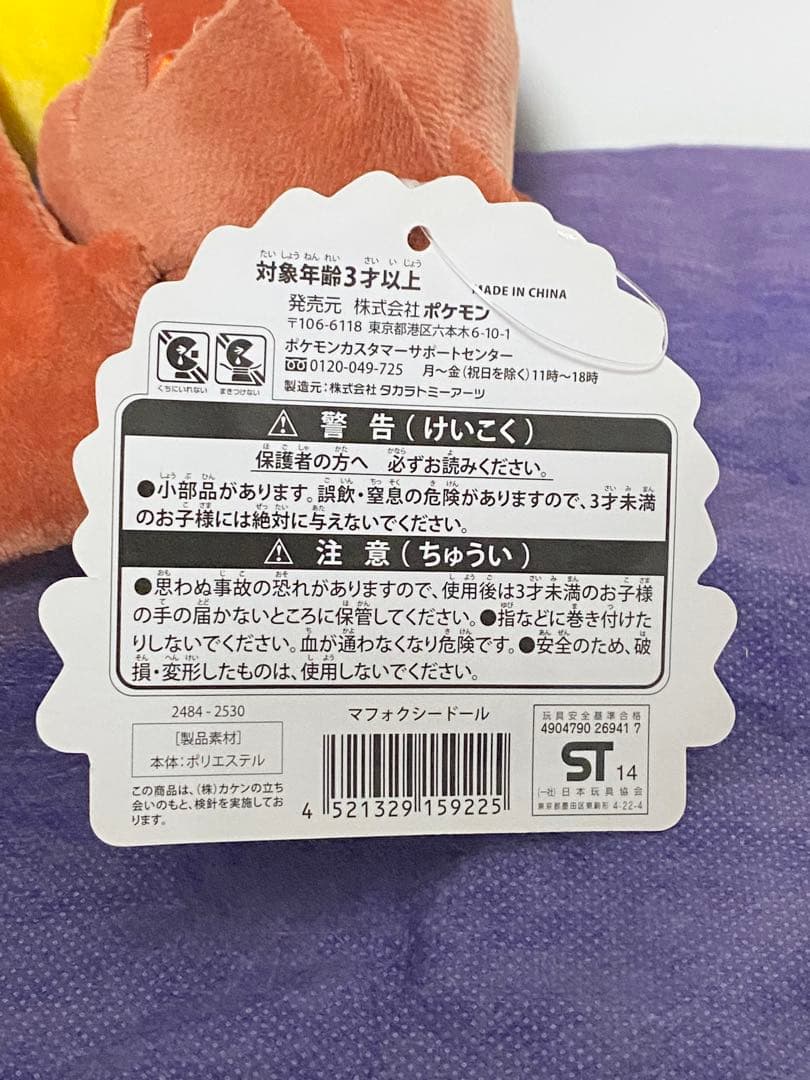 対象年齢3才以上
MADE IN CHINA
発売元 株式会社 ポケモン
〒106-6118 東京都港区六本木6-10-1
ポケモンカスタマーサポートセンター
0120-049-725 月～金(祝日を除く)11時～18時
製造元:株式会社 タカラトミーアーツ
くちにいれない
まきつけない
警告(けいこく)
保護者の方へ 必ずお読みください。
●小部品があります。誤飲・窒息の危険がありますので、3才未満
のお子様には絶対に与えないでください。
注意(ちゅうい)
●思わぬ事故の恐れがありますので、使用後は3才未満のお子様
の手の届かないところに保管してください。●指などに巻き付けた
りしないでください。血が通わなくなり危険です。●安全のため、破
損・変形したものは、使用しないでください。
2484-2530
[製品素材]
本体:ポリエステル
この商品は、(株)カケンの立ち
会いのもと、検針を実施してお
ります。
マフォクシードール
4 521329 159225
玩具安全基準合格
4904790 26941 7
ST 14
(一社)日本玩具協会
東京都墨田区東駒形 4-22-4